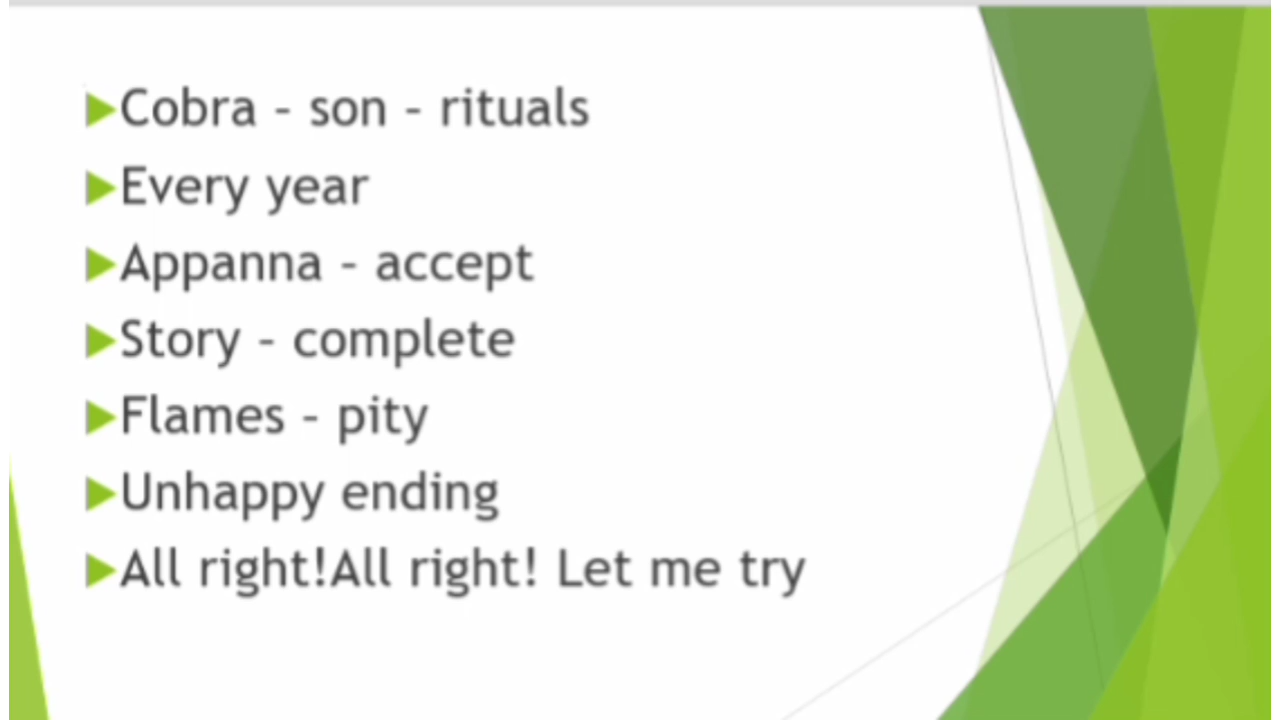 Cobra – son – rituals
Every year
Appanna – accept
Story – complete
Flames – pity
Unhappy ending
All right!All right! Let me try